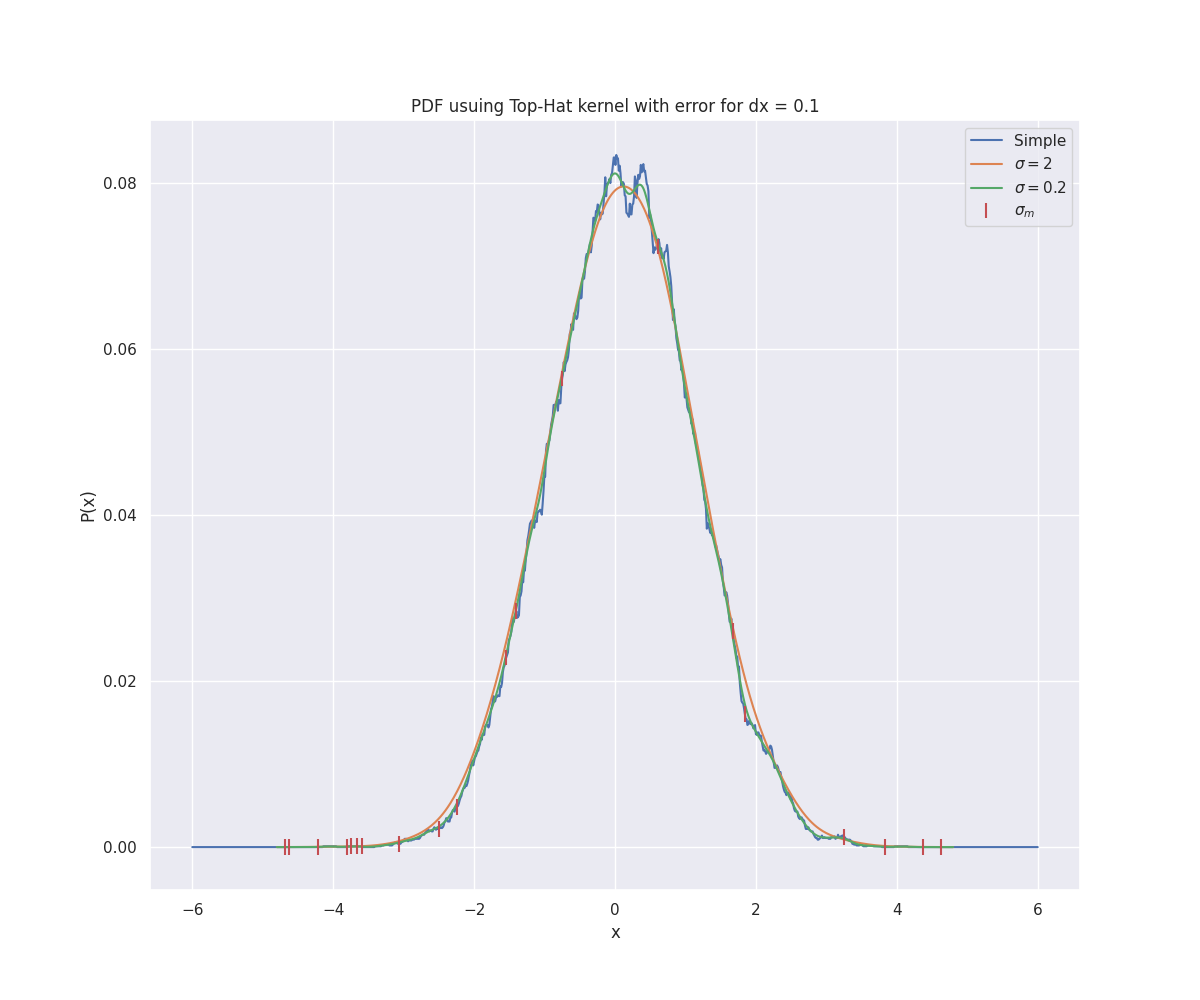 PDF usuing Top-Hat kernel with error for dx = 0.1
Simple
σ = 2
σ = 0.2
σₘ
P(x)
0.08
0.06
0.04
0.02
0.00
−6
−4
−2
0
2
4
6
x